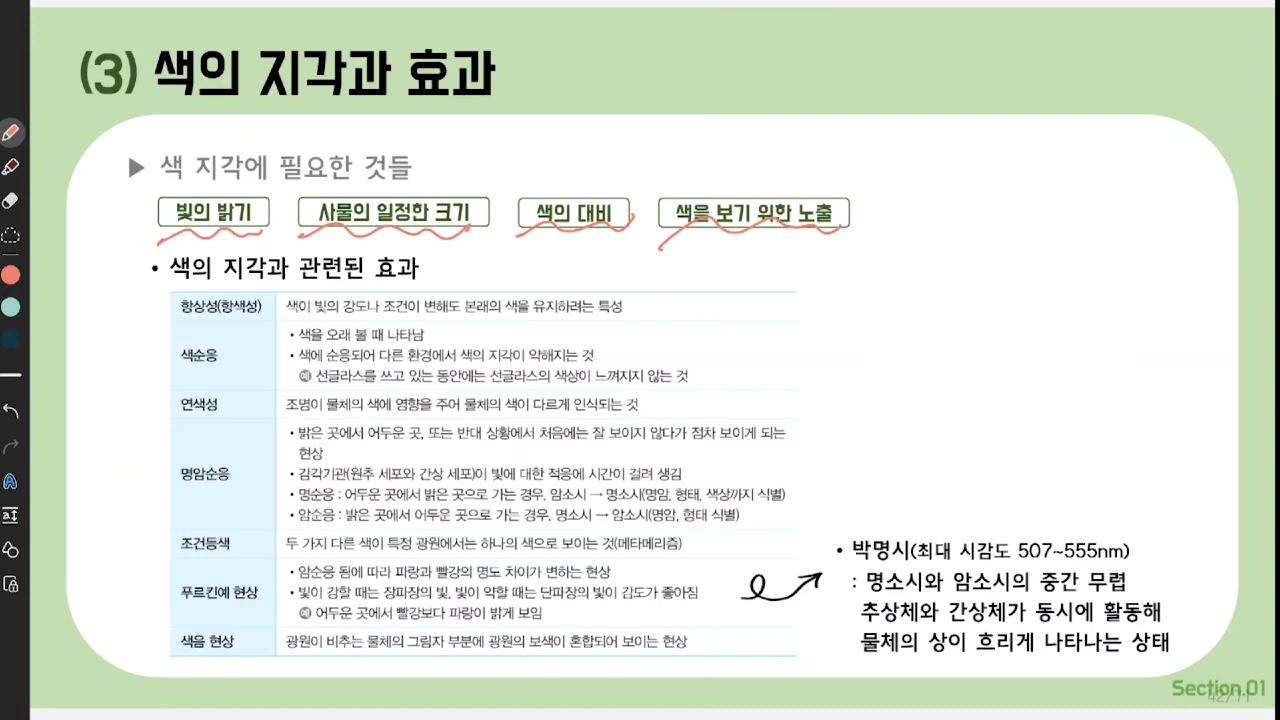 (3) 색의 지각과 효과
▶ 색 지각에 필요한 것들
빛의 밝기 사물의 일정한 크기 색의 대비 색을 보기 위한 노출
• 색의 지각과 관련된 효과
항상성(항색성) 색이 빛의 강도나 조건이 변해도 본래의 색을 유지하려는 특성
• 색을 오래 볼 때 나타남
색순응 • 색에 순응되어 다른 환경에서 색의 지각이 약해지는 것
예 선글라스를 쓰고 있는 동안에는 선글라스의 색상이 느껴지지 않는 것
연색성 조명이 물체의 색에 영향을 주어 물체의 색이 다르게 인식되는 것
• 밝은 곳에서 어두운 곳, 또는 반대 상황에서 처음에는 잘 보이지 않다가 점차 보이게 되는
현상
명암순응 • 감각기관(원추 세포와 간상 세포)이 빛에 대한 적응에 시간이 걸려 생김
• 명순응 : 어두운 곳에서 밝은 곳으로 가는 경우, 암소시 → 명소시(명암, 형태, 색상까지 식별)
• 암순응 : 밝은 곳에서 어두운 곳으로 가는 경우, 명소시 → 암소시(명암, 형태 식별)
조건등색 두 가지 다른 색이 특정 광원에서는 하나의 색으로 보이는 것(메타메리즘)
• 암순응 됨에 따라 파랑과 빨강의 명도 차이가 변하는 현상
푸르킨예 현상 • 빛이 강할 때는 장파장의 빛, 빛이 약할 때는 단파장의 빛이 감도가 좋아짐
예 어두운 곳에서 빨강보다 파랑이 밝게 보임
색음 현상 광원이 비추는 물체의 그림자 부분에 광원의 보색이 혼합되어 보이는 현상
• 박명시(최대 시감도 507~555nm)
: 명소시와 암소시의 중간 무렵
추상체와 간상체가 동시에 활동해
물체의 상이 흐리게 나타나는 상태
Section 01